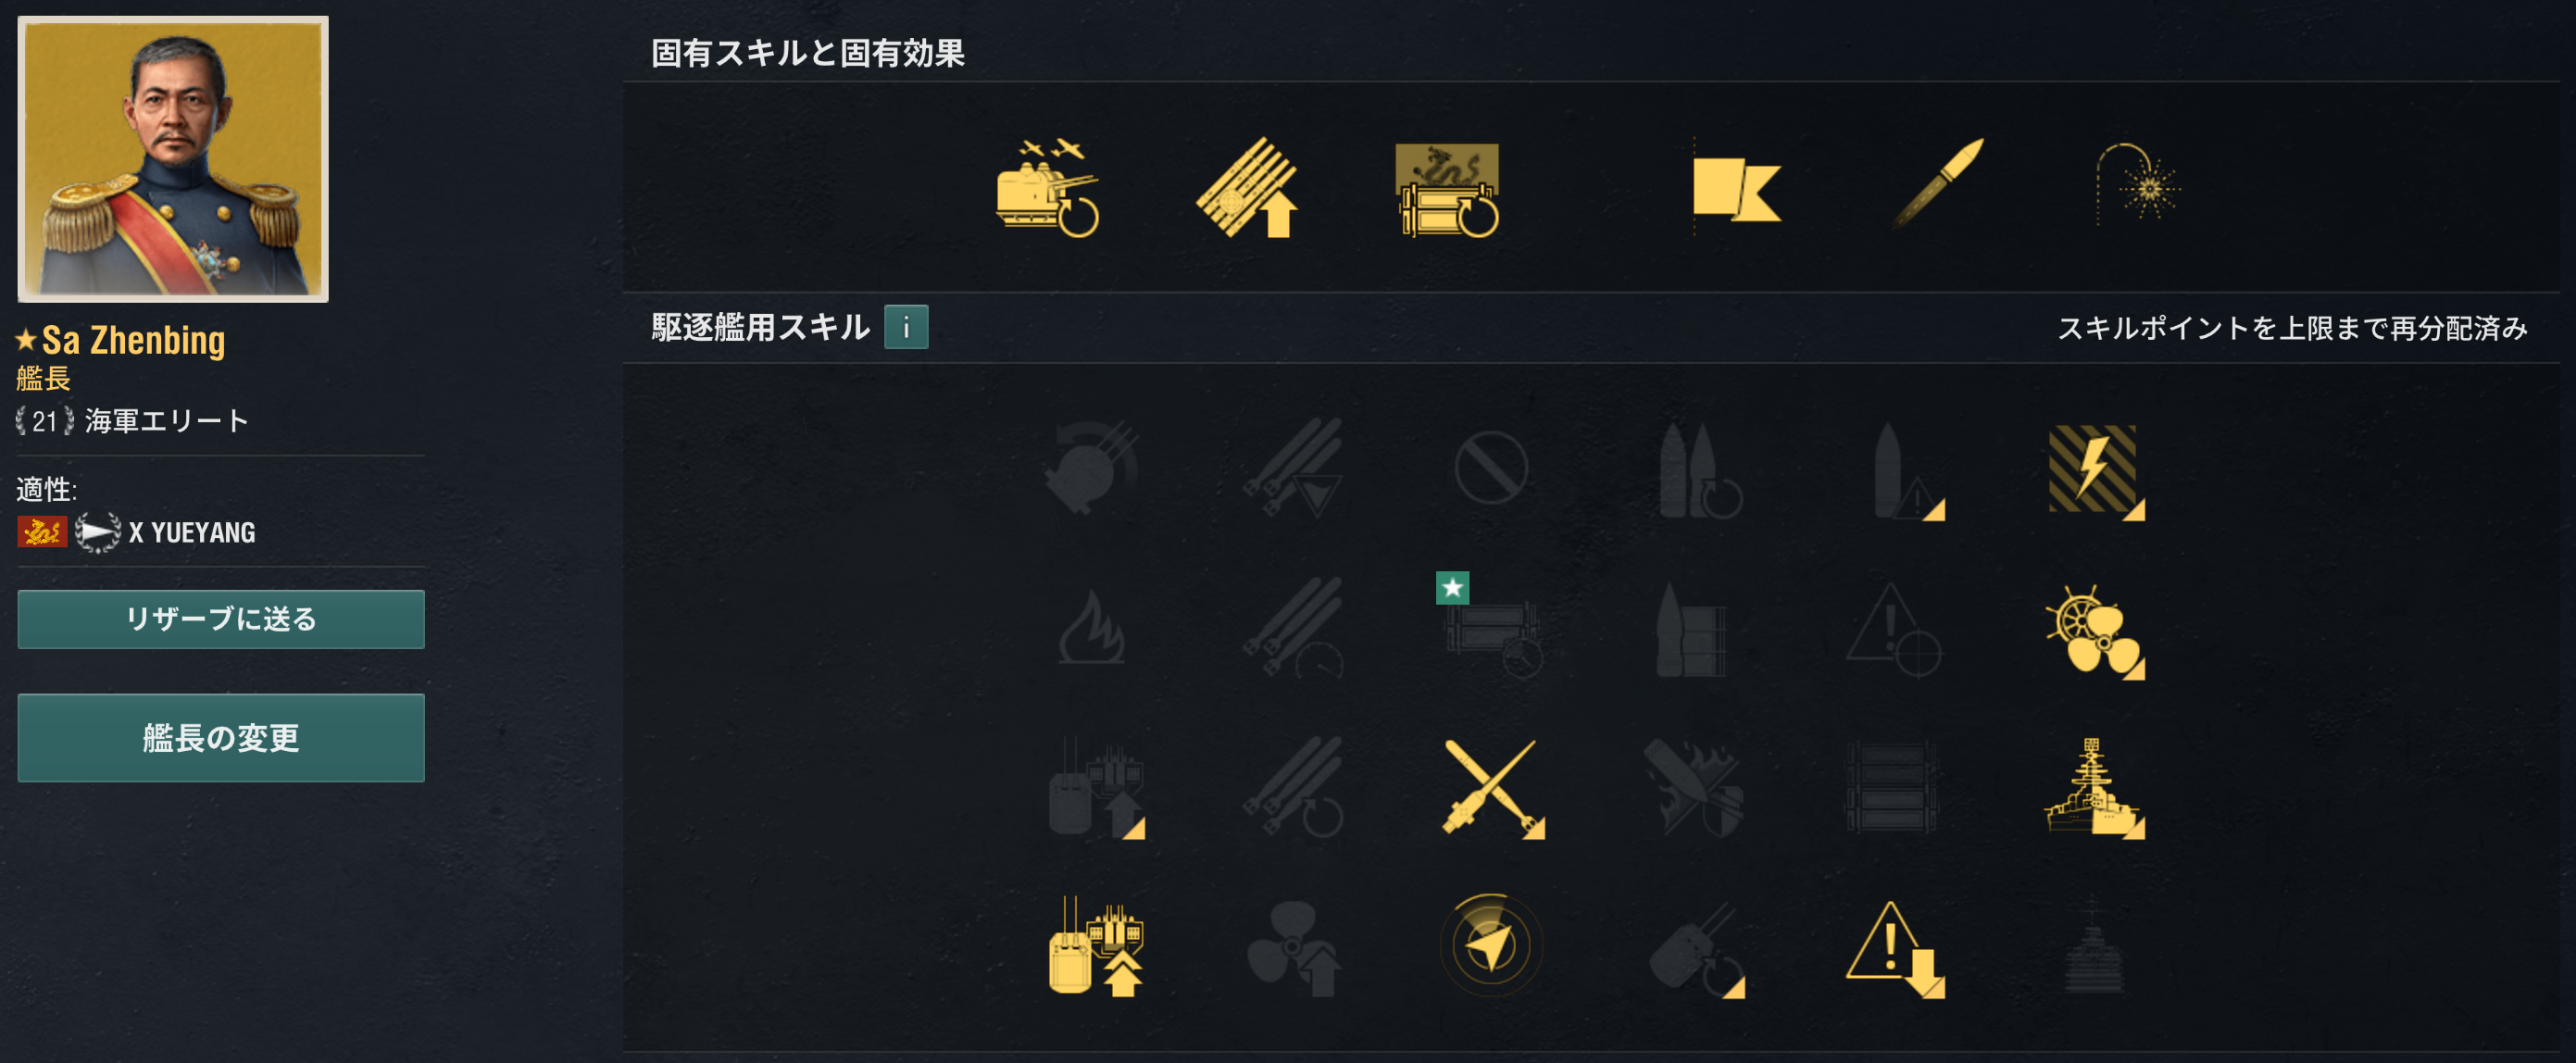 固有スキルと固有効果
★Sa Zhenbing
艦長
21 海軍エリート
適性:
X YUEYANG
リザーブに送る
艦長の変更
駆逐艦用スキル i
スキルポイントを上限まで再分配済み